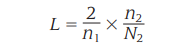 L = 2/n₁ × n₂/N₂